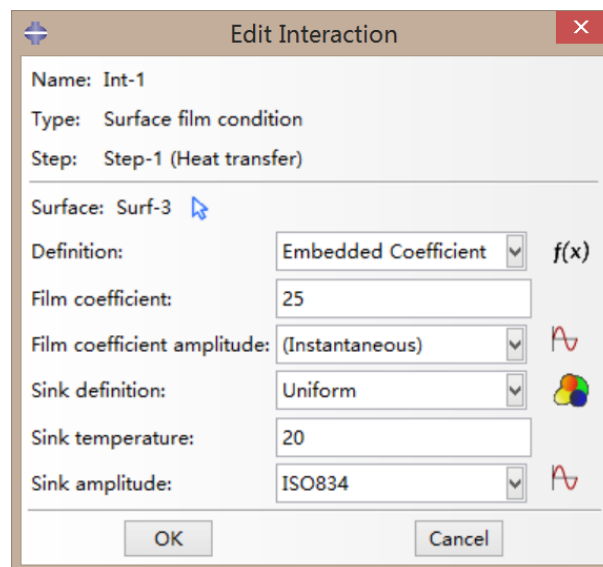 Edit Interaction
Name: Int-1
Type: Surface film condition
Step: Step-1 (Heat transfer)
Surface: Surf-3
Definition: Embedded Coefficient f(x)
Film coefficient: 25
Film coefficient amplitude: (Instantaneous)
Sink definition: Uniform
Sink temperature: 20
Sink amplitude: ISO834
OK Cancel